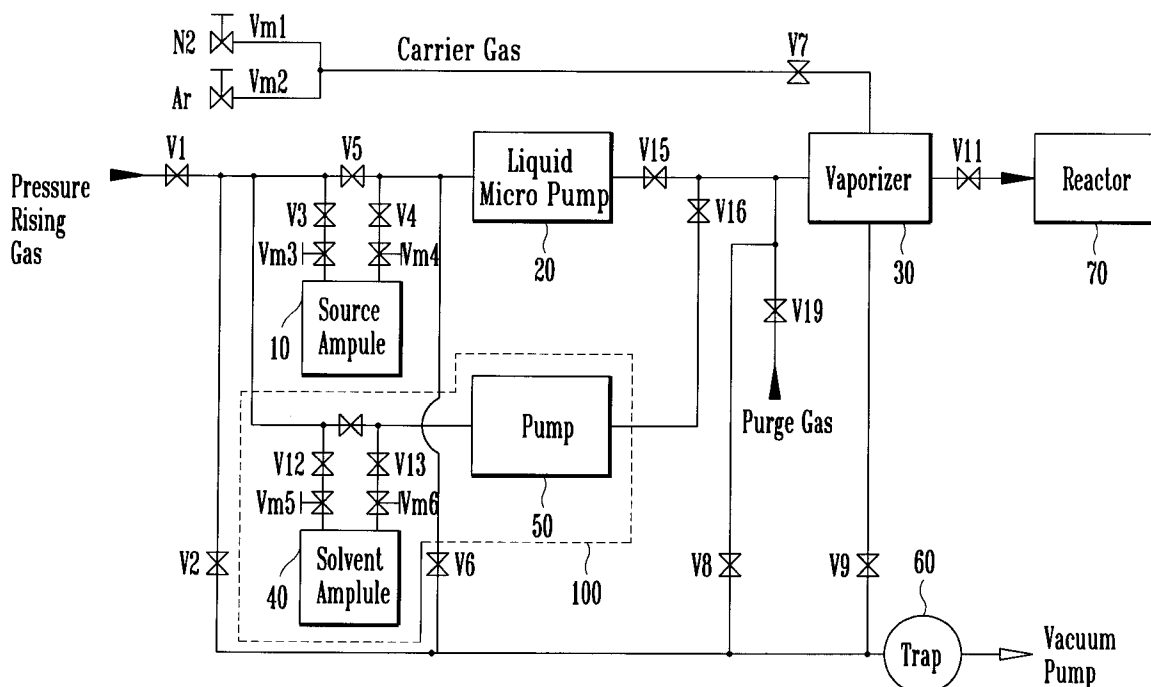 N2
Vm1
Carrier Gas
V7
Ar
Vm2
V1
V5
Liquid
Micro Pump
V15
Vaporizer
V11
Reactor
Pressure
Rising
Gas
V3
V4
V16
Vm3
Vm4
20
30
70
10
Source
Ampule
V19
Pump
Purge Gas
V12
V13
Vm5
Vm6
50
V2
40
Solvent
Amplule
V6
100
V8
V9
60
Trap
Vacuum
Pump